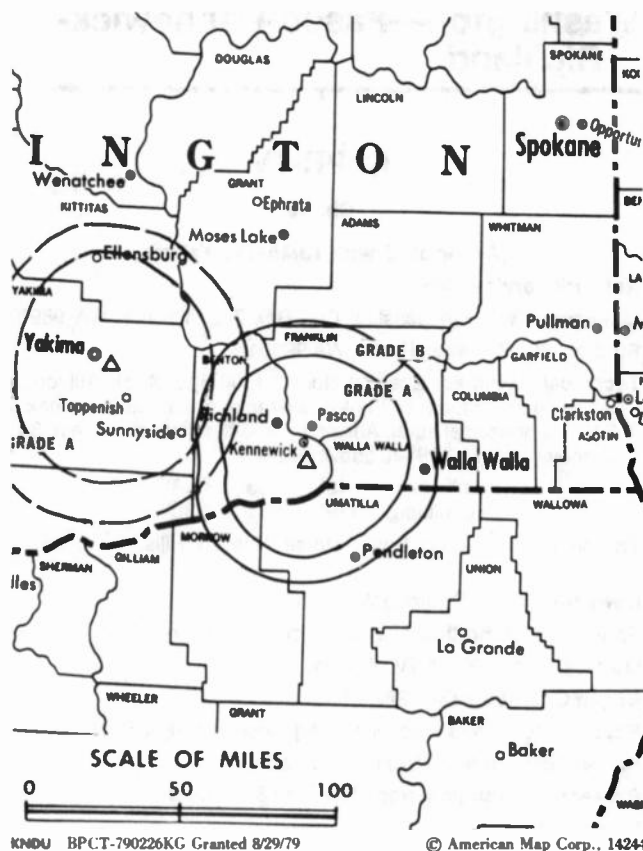 DOUGLAS
SPOKANE
LINCOLN
I N G T O N
Spokane
Opportun
Wenatchee
GRANT
KITTITAS
Ephrata
ADAMS
WHITMAN
Moses Lake
Ellensburg
YAKIMA
Pullman
FRANKLIN
BENTON
GRADE B
GARFIELD
Yakima
GRADE A
COLUMBIA
Toppenish
Richland
Pasco
Clarkston
Sunnyside
GRADE A
Kennewick
WALLA WALLA
ASOTIN
Walla Walla
UMATILLA
WALLOWA
MORROW
GILLIAM
SHERMAN
Pendleton
UNION
lles
La Grande
WHEELER
GRANT
BAKER
SCALE OF MILES
Baker
0 50 100
KNDU BPCT-790226KG Granted 8/29/79 © American Map Corp., 14244